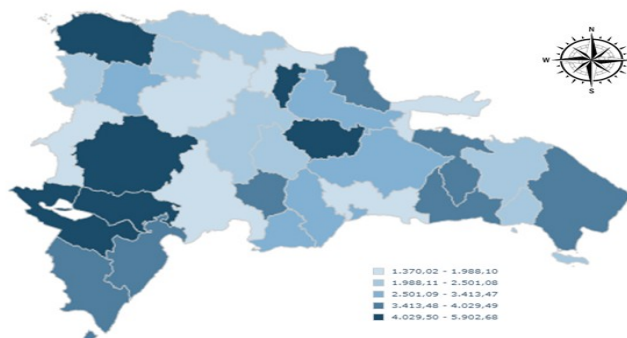 N
W E
S
1.370,02 - 1.988,10
1.988,11 - 2.501,08
2.501,09 - 3.413,47
3.413,48 - 4.029,49
4.029,50 - 5.902,68